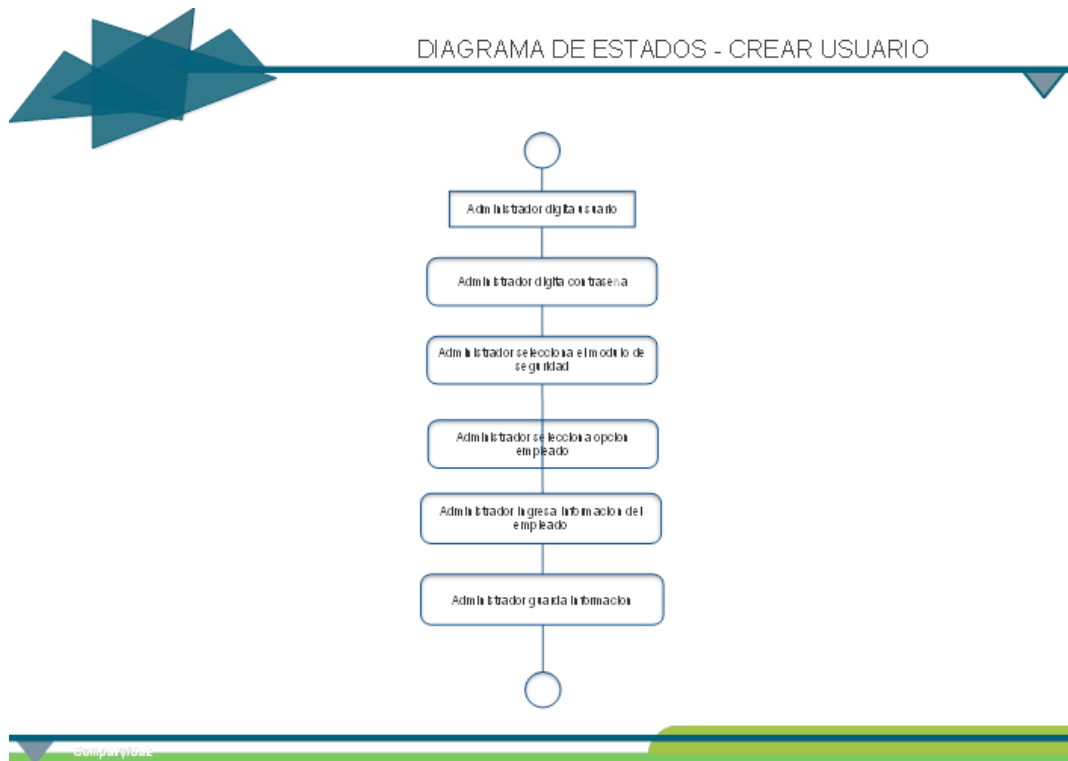 DIAGRAMA DE ESTADOS - CREAR USUARIO
Administrador digita usuario
Administrador digita contraseña
Administrador selecciona el modulo de
seguridad
Administrador selecciona opcion
empleado
Administrador ingresa informacion del
empleado
Administrador guarda informacion